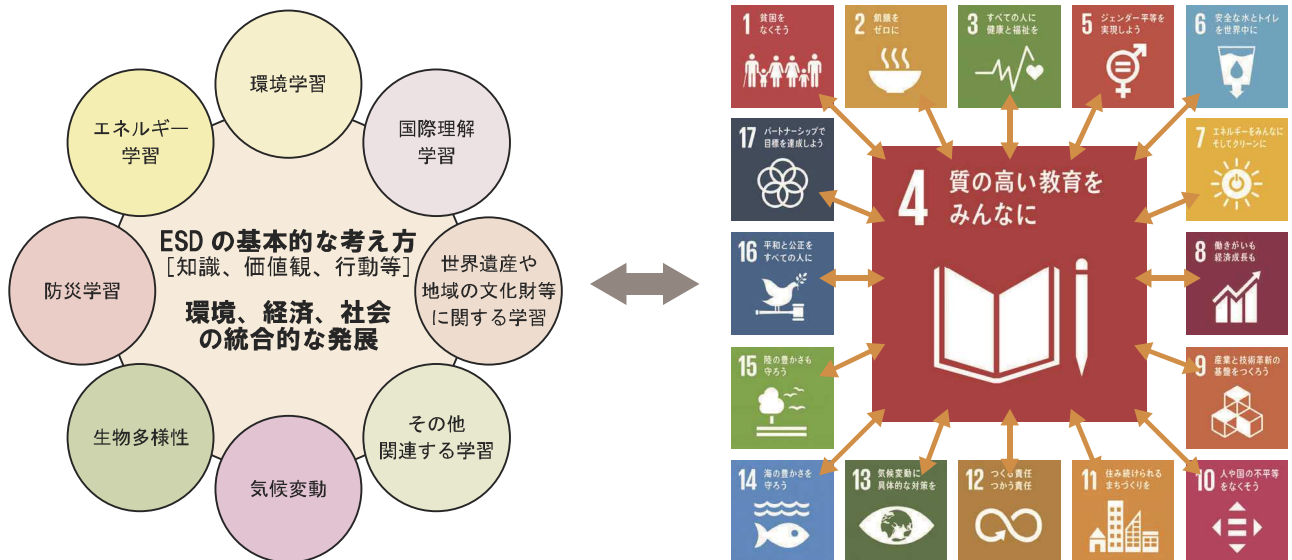 環境学習
エネルギー
学習
国際理解
学習
防災学習
ESD の基本的な考え方
［知識、価値観、行動等］
環境、経済、社会
の統合的な発展
世界遺産や
地域の文化財等
に関する学習
生物多様性
その他
関連する学習
気候変動
1 貧困を
なくそう
2 飢餓を
ゼロに
3 すべての人に
健康と福祉を
5 ジェンダー平等を
実現しよう
6 安全な水とトイレ
を世界中に
17 パートナーシップで
目標を達成しよう
4 質の高い教育を
みんなに
7 エネルギーをみんなに
そしてクリーンに
16 平和と公正を
すべての人に
8 働きがいも
経済成長も
15 陸の豊かさも
守ろう
9 産業と技術革新の
基盤をつくろう
14 海の豊かさを
守ろう
13 気候変動に
具体的な対策を
12 つくる責任
つかう責任
11 住み続けられる
まちづくりを
10 人や国の不平等
をなくそう